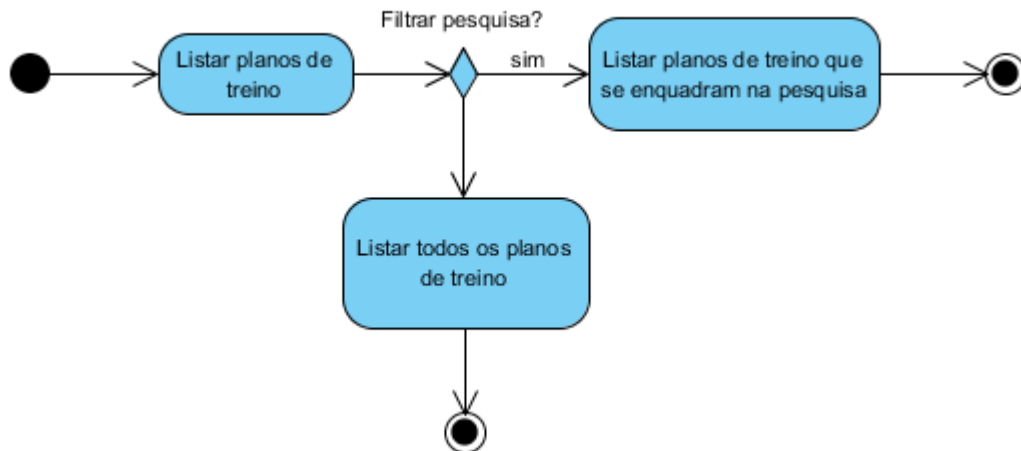 Filtrar pesquisa?
Listar planos de
treino
sim
Listar planos de treino que
se enquadram na pesquisa
Listar todos os planos
de treino